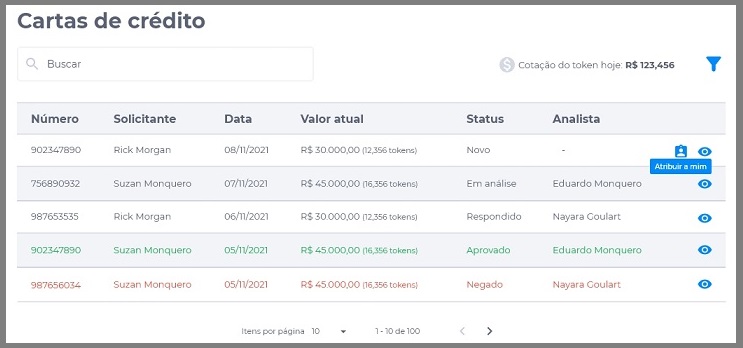 Cartas de crédito
Buscar
Cotação do token hoje: R$ 123,456
Número Solicitante Data Valor atual Status Analista
902347890 Rick Morgan 08/11/2021 R$ 30.000,00 (12,356 tokens) Novo -
Atribuir a mim
756890932 Suzan Monquero 07/11/2021 R$ 45.000,00 (16,356 tokens) Em análise Eduardo Monquero
987653535 Rick Morgan 06/11/2021 R$ 30.000,00 (12,356 tokens) Respondido Nayara Goulart
902347890 Suzan Monquero 05/11/2021 R$ 45.000,00 (16,356 tokens) Aprovado Eduardo Monquero
987656034 Suzan Monquero 05/11/2021 R$ 45.000,00 (16,356 tokens) Negado Nayara Goulart
Itens por página 10 1 - 10 de 100